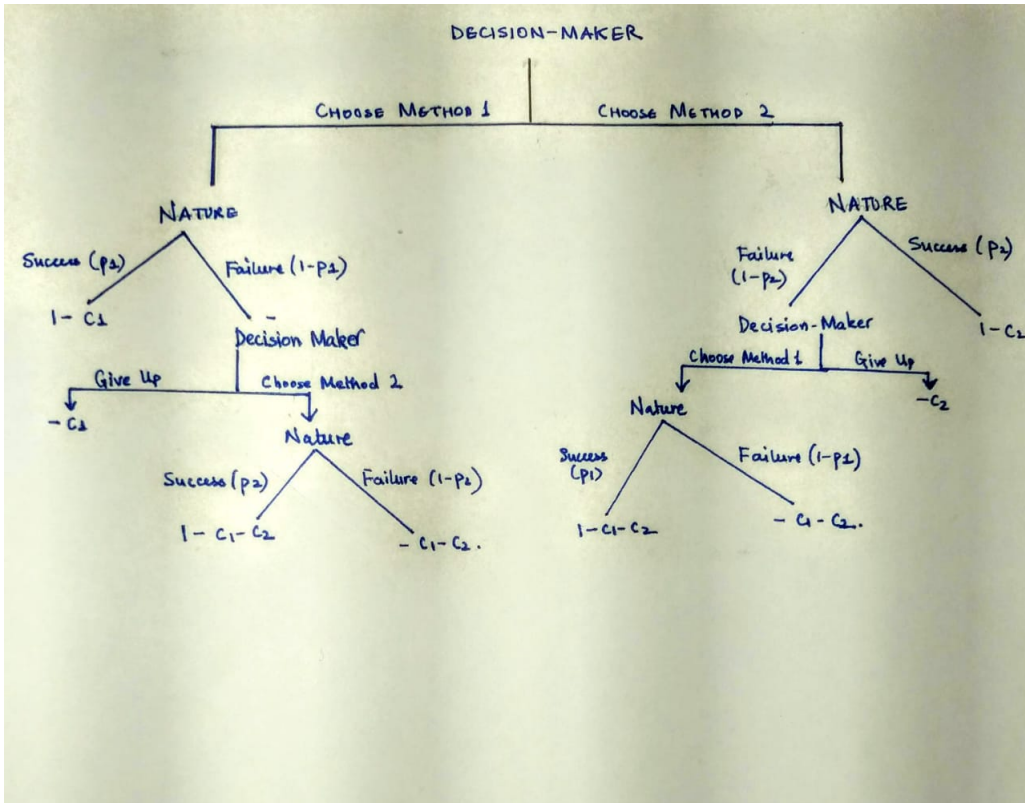 DECISION-MAKER
CHOOSE METHOD 1
CHOOSE METHOD 2
NATURE
NATURE
Success (p1)
Failure (1-p1)
Failure
(1-p2)
Success (p2)
1- C1
Decision Maker
Decision-Maker
1-C2
Give Up
Choose Method 2
Choose Method 1
Give Up
- C1
-C2
Nature
Nature
Success (p2)
Failure (1-p2)
Success
(p1)
Failure (1-p1)
1- C1-C2
- C1-C2.
1-C1-C2
- C1-C2.